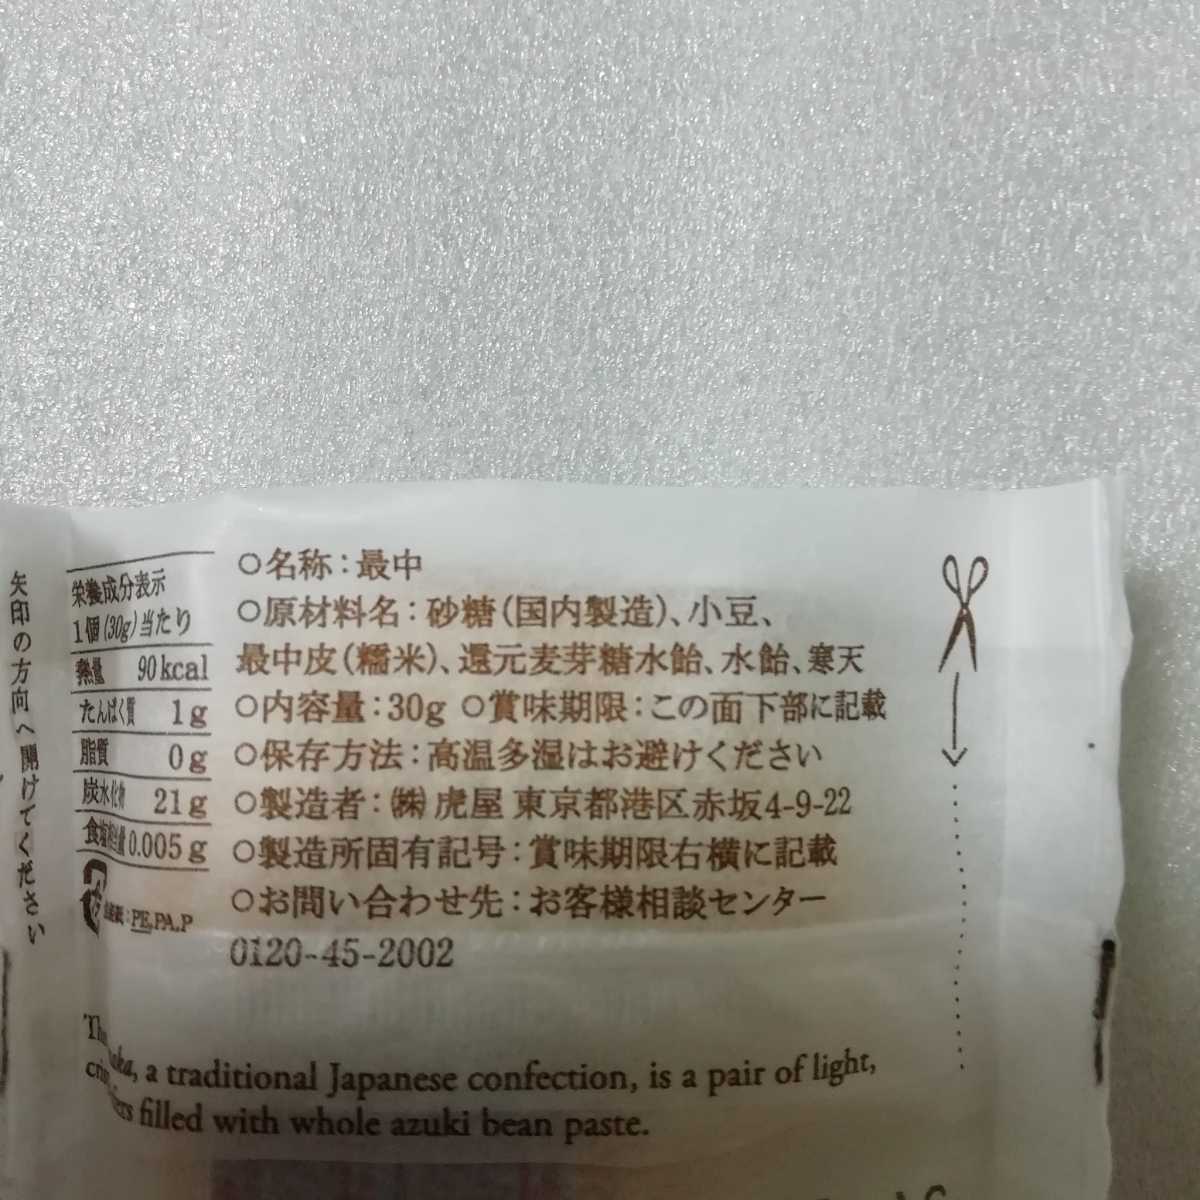 矢印の方向へ開けてください
栄養成分表示
1個(30g)当たり
熱量 90kcal
たんぱく質 1g
脂質 0g
炭水化物 21g
食塩相当量 0.005g
:PE,PA,P
○名称:最中
○原材料名:砂糖(国内製造)、小豆、
最中皮(糯米)、還元麦芽糖水飴、水飴、寒天
○内容量:30g ○賞味期限:この面下部に記載
○保存方法:高温多湿はお避けください
○製造者:㈱虎屋 東京都港区赤坂4-9-22
○製造所固有記号:賞味期限右横に記載
○お問い合わせ先:お客様相談センター
0120-45-2002
a traditional Japanese confection, is a pair of light,
filled with whole azuki bean paste.